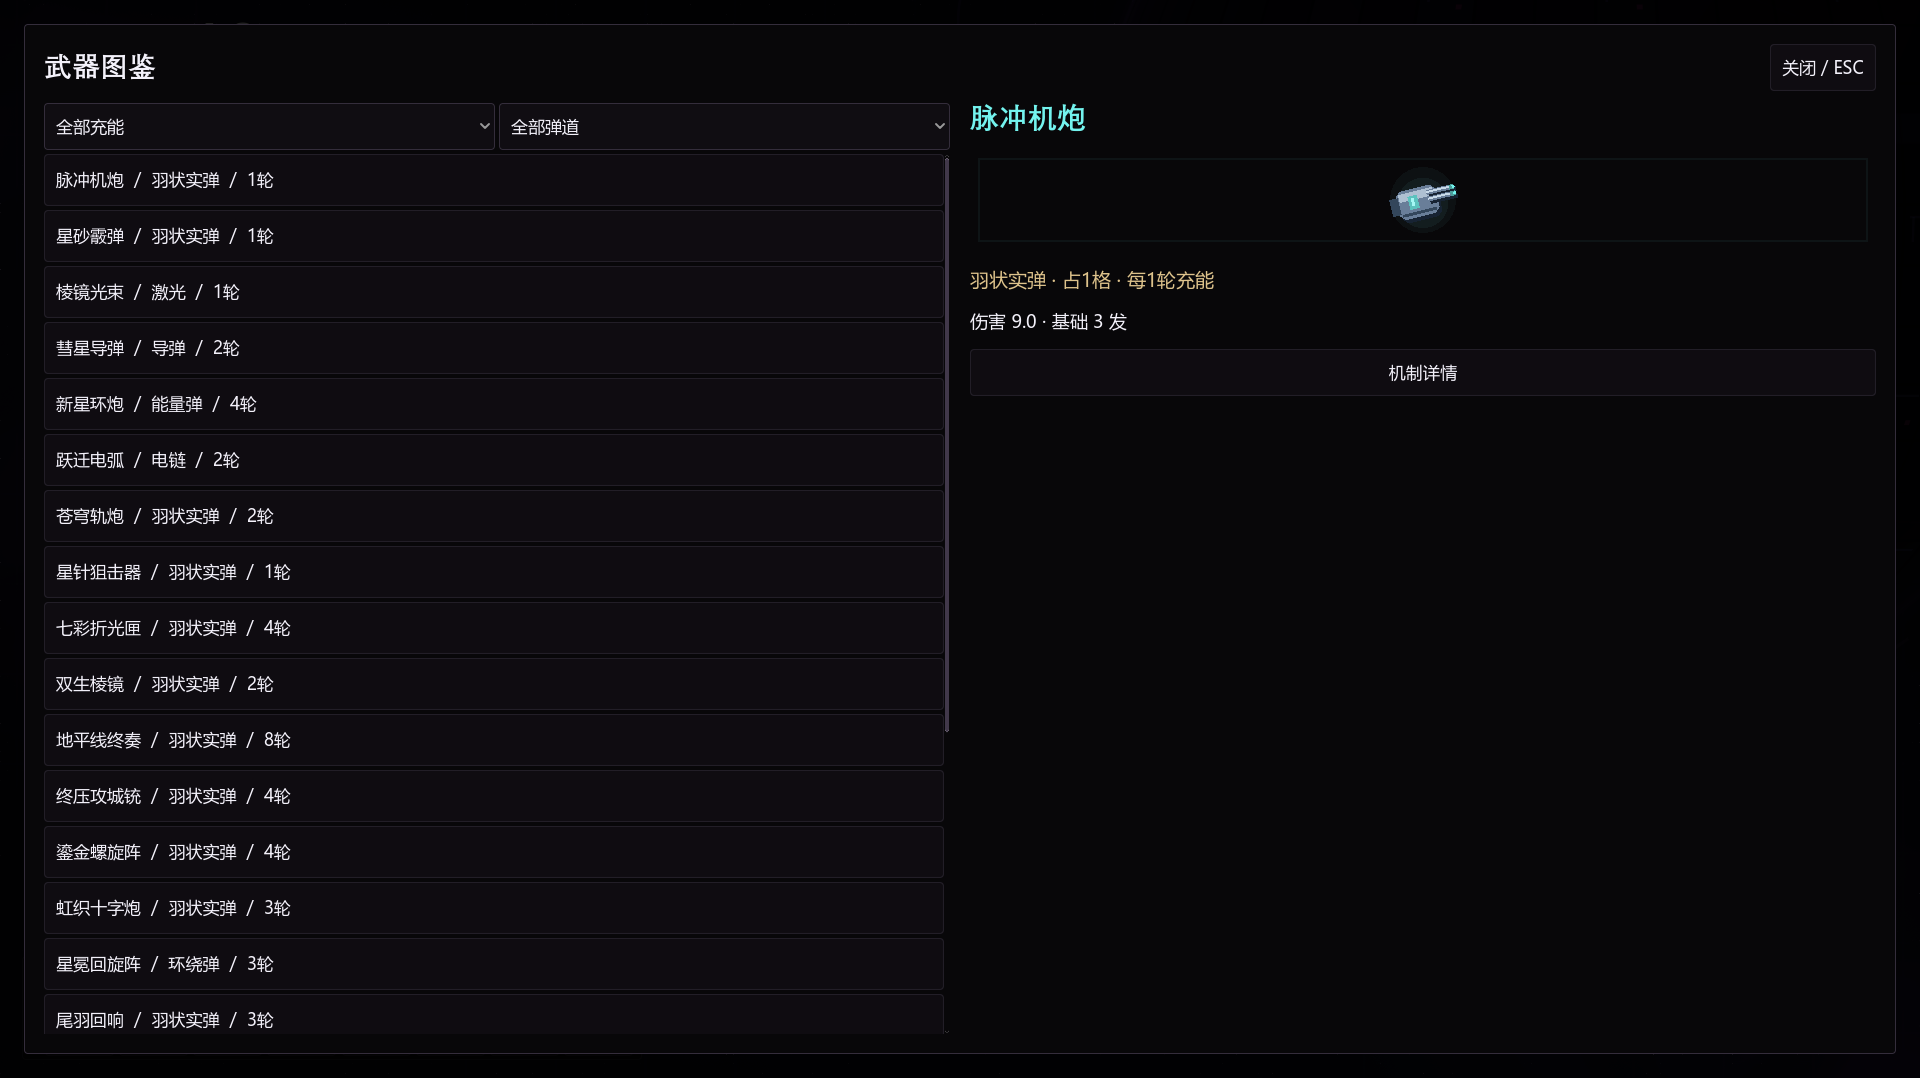 武器图鉴
关闭 / ESC
全部充能
全部弹道
脉冲机炮 / 羽状实弹 / 1轮
星砂霰弹 / 羽状实弹 / 1轮
棱镜光束 / 激光 / 1轮
彗星导弹 / 导弹 / 2轮
新星环炮 / 能量弹 / 4轮
跃迁电弧 / 电链 / 2轮
苍穹轨炮 / 羽状实弹 / 2轮
星针狙击器 / 羽状实弹 / 1轮
七彩折光匣 / 羽状实弹 / 4轮
双生棱镜 / 羽状实弹 / 2轮
地平线终奏 / 羽状实弹 / 8轮
终压攻城铳 / 羽状实弹 / 4轮
鎏金螺旋阵 / 羽状实弹 / 4轮
虹织十字炮 / 羽状实弹 / 3轮
星冕回旋阵 / 环绕弹 / 3轮
尾羽回响 / 羽状实弹 / 3轮
脉冲机炮
羽状实弹 · 占1格 · 每1轮充能
伤害 9.0 · 基础 3 发
机制详情